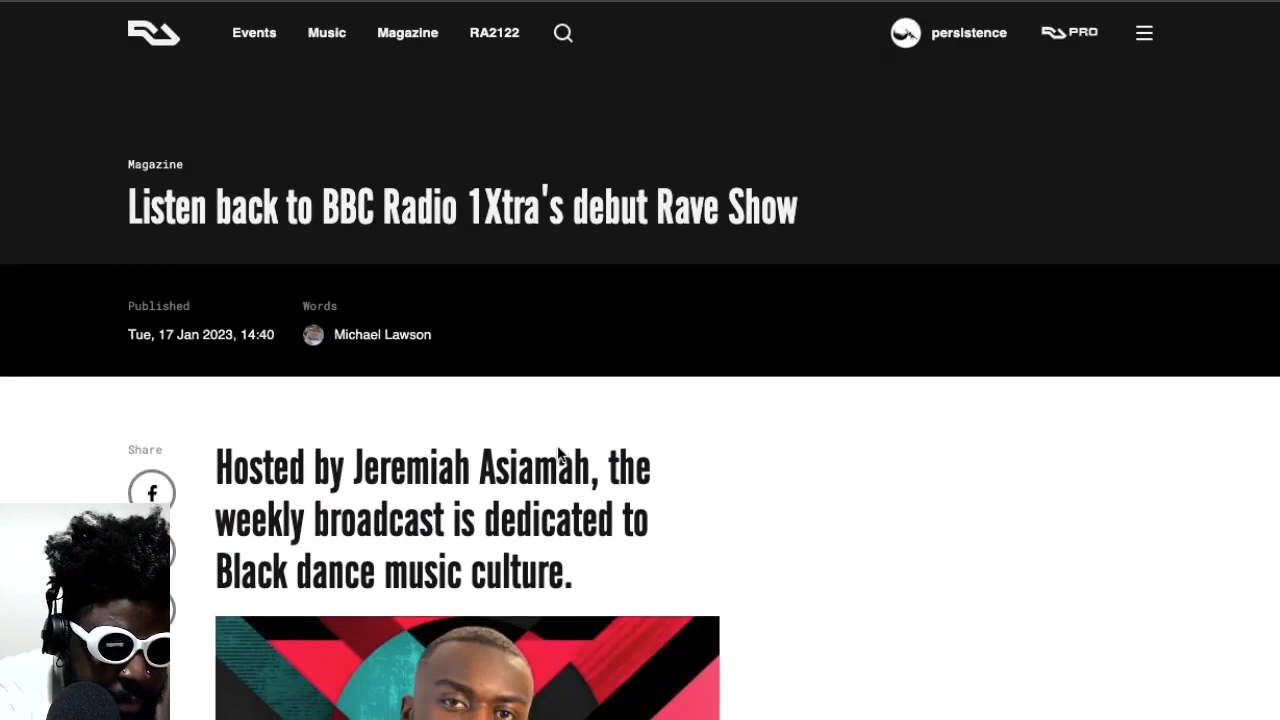 Events Music Magazine RA2122 persistence PRO
Magazine
Listen back to BBC Radio 1Xtra's debut Rave Show
Published Words
Tue, 17 Jan 2023, 14:40 Michael Lawson
Share
Hosted by Jeremiah Asiamah, the
weekly broadcast is dedicated to
Black dance music culture.